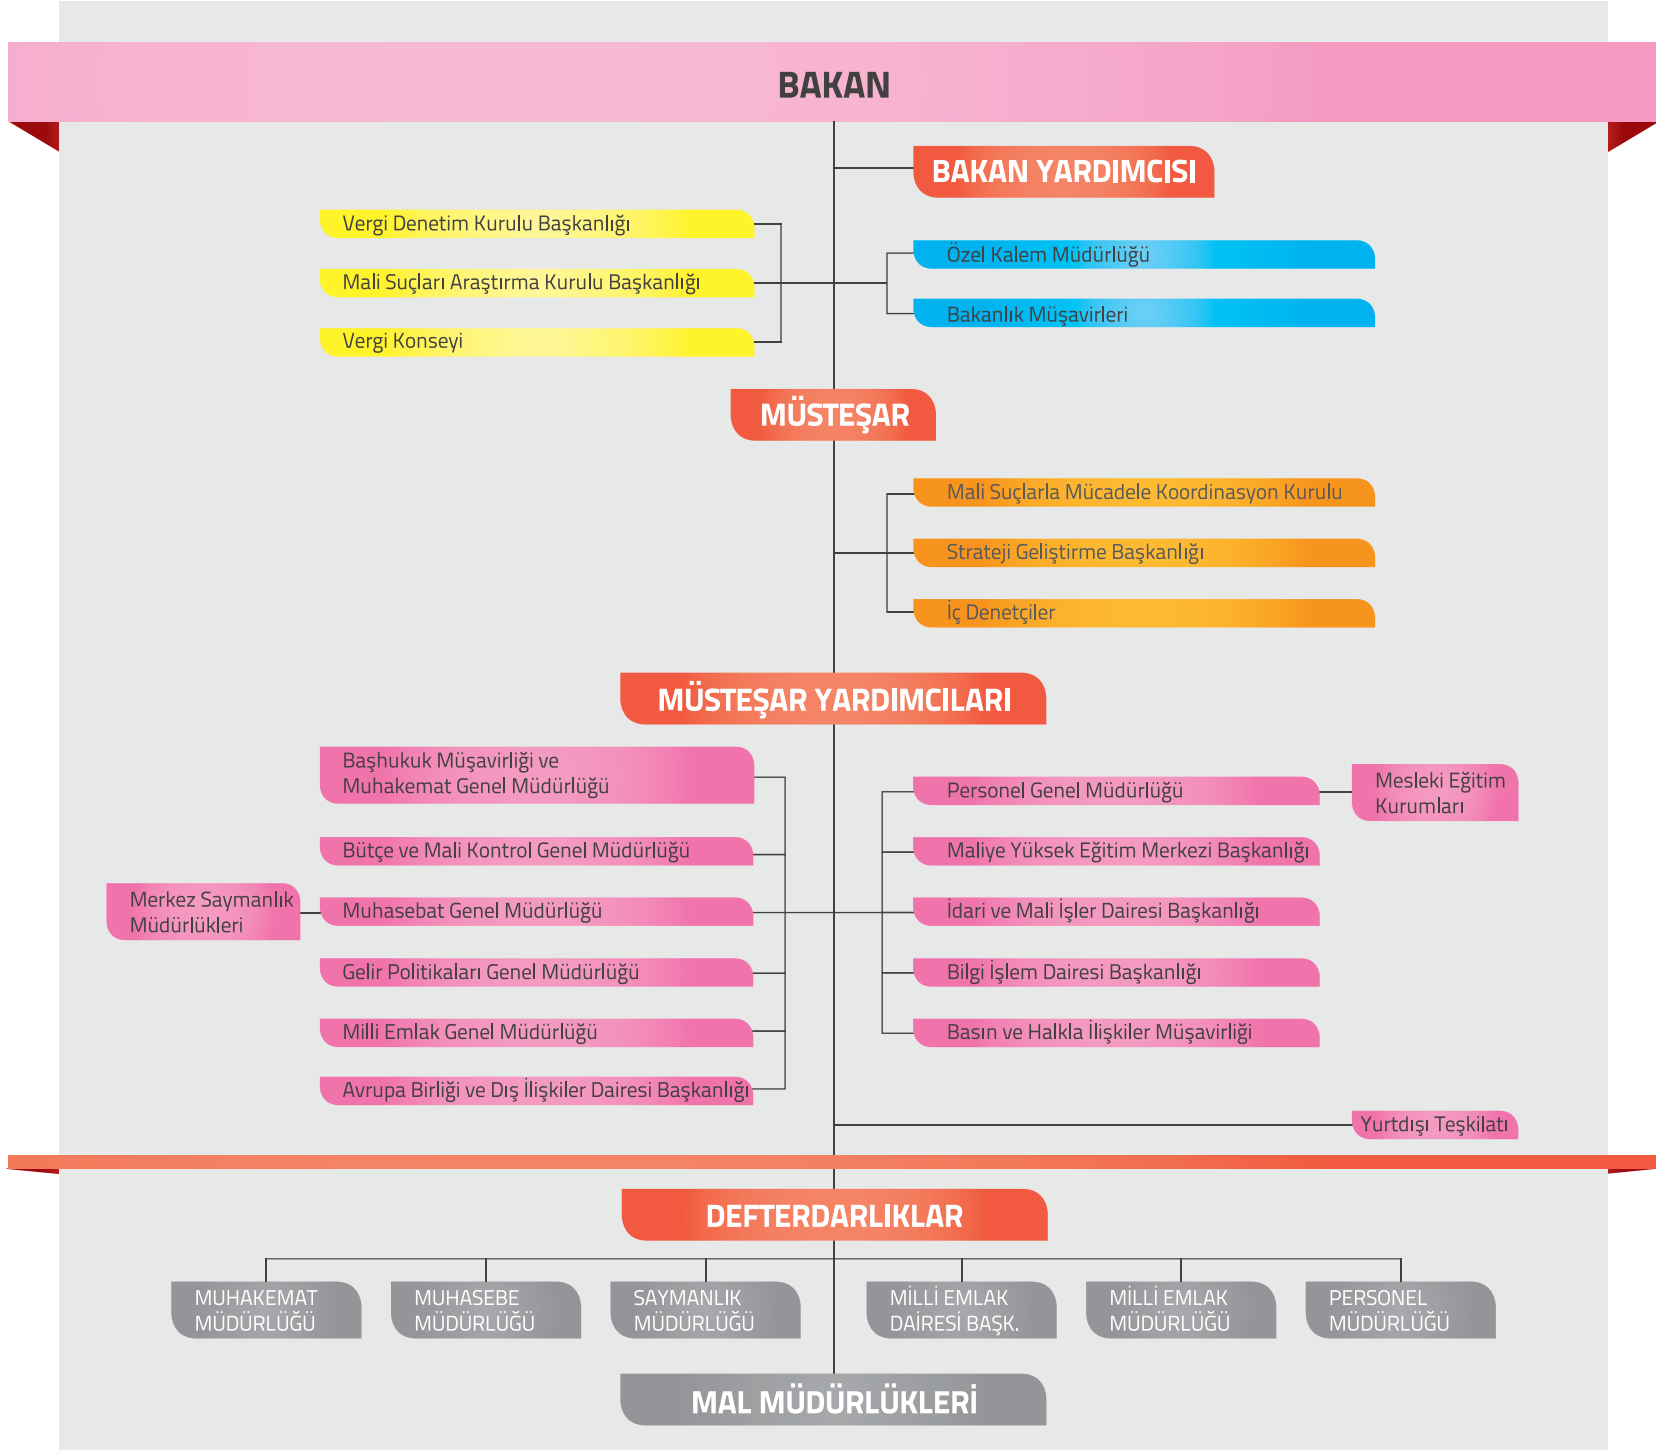 BAKAN
BAKAN YARDIMCISI
Vergi Denetim Kurulu Başkanlığı
Mali Suçları Araştırma Kurulu Başkanlığı
Vergi Konseyi
Özel Kalem Müdürlüğü
Bakanlık Müşavirleri
MÜSTEŞAR
Mali Suçlarla Mücadele Koordinasyon Kurulu
Strateji Geliştirme Başkanlığı
İç Denetçiler
MÜSTEŞAR YARDIMCILARI
Başhukuk Müşavirliği ve
Muhakemat Genel Müdürlüğü
Bütçe ve Mali Kontrol Genel Müdürlüğü
Merkez Saymanlık
Müdürlükleri
Muhasebat Genel Müdürlüğü
Gelir Politikaları Genel Müdürlüğü
Milli Emlak Genel Müdürlüğü
Avrupa Birliği ve Dış İlişkiler Dairesi Başkanlığı
Personel Genel Müdürlüğü
Mesleki Eğitim
Kurumları
Maliye Yüksek Eğitim Merkezi Başkanlığı
İdari ve Mali İşler Dairesi Başkanlığı
Bilgi İşlem Dairesi Başkanlığı
Basın ve Halkla İlişkiler Müşavirliği
Yurtdışı Teşkilatı
DEFTERDARLIKLAR
MUHAKEMAT
MÜDÜRLÜĞÜ
MUHASEBE
MÜDÜRLÜĞÜ
SAYMANLIK
MÜDÜRLÜĞÜ
MİLLİ EMLAK
DAİRESİ BAŞK.
MİLLİ EMLAK
MÜDÜRLÜĞÜ
PERSONEL
MÜDÜRLÜĞÜ
MAL MÜDÜRLÜKLERİ